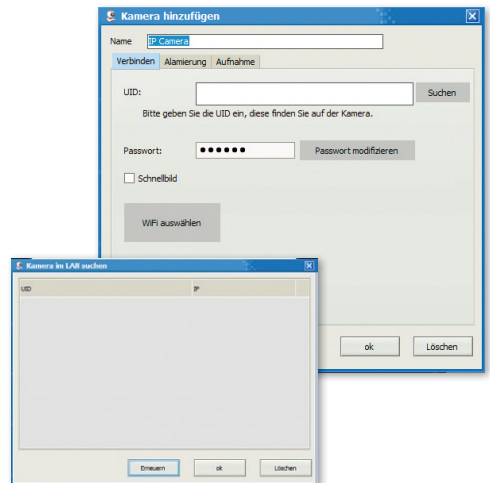 Kamera hinzufügen
Name IP Camera
Verbinden Alamierung Aufnahme
UID: Suchen
Bitte geben Sie die UID ein, diese finden Sie auf der Kamera.
Passwort: ●●●●●● Passwort modifizieren
Schnellbild
WiFi auswählen
ok Löschen
Kamera im LAN suchen
UID IP
Erneuern ok Löschen